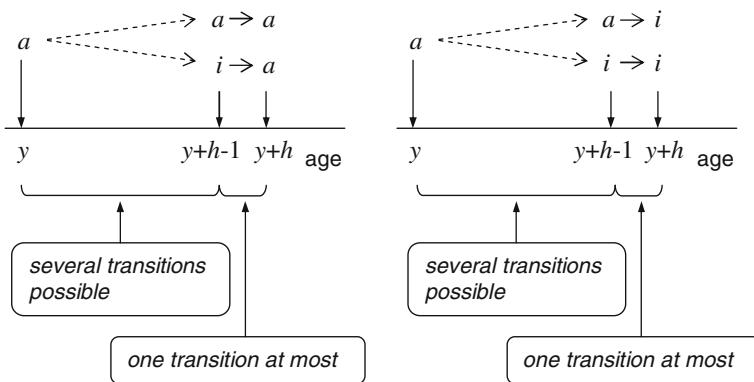 a → a
a
i → a
y y+h-1 y+h age
several transitions
possible
one transition at most
a → i
a
i → i
y y+h-1 y+h age
several transitions
possible
one transition at most